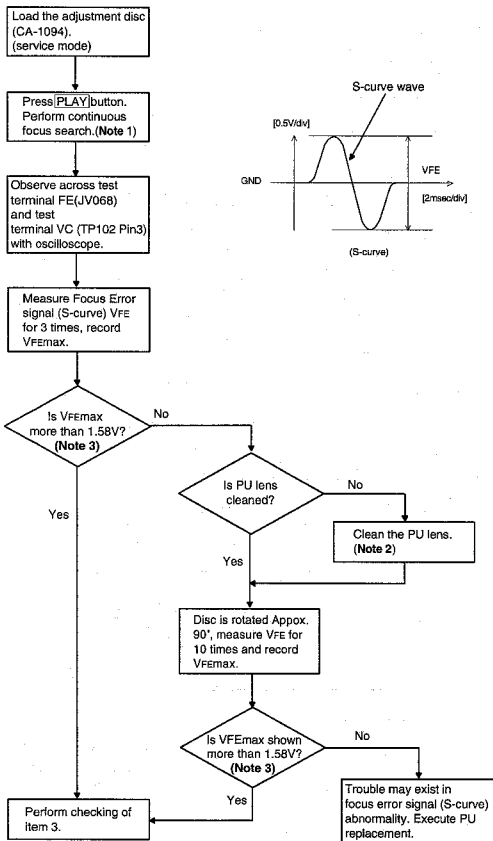 Load the adjustment disc
(CA-1094).
(service mode)
Press PLAY button.
Perform continuous
focus search.(Note 1)
Observe across test
terminal FE(JV068)
and test
terminal VC (TP102 Pin3)
with oscilloscope.
Measure Focus Error
signal (S-curve) VFE
for 3 times, record
VFEmax.
S-curve wave
[0.5V/div]
GND
VFE
[2msec/div]
(S-curve)
Is VFEmax
more than 1.58V?
(Note 3)
No
Yes
Is PU lens
cleaned?
No
Yes
Clean the PU lens.
(Note 2)
Disc is rotated Appox.
90°, measure VFE for
10 times and record
VFEmax.
Is VFEmax shown
more than 1.58V?
(Note 3)
No
Yes
Perform checking of
item 3.
Trouble may exist in
focus error signal (S-curve)
abnormality. Execute PU
replacement.